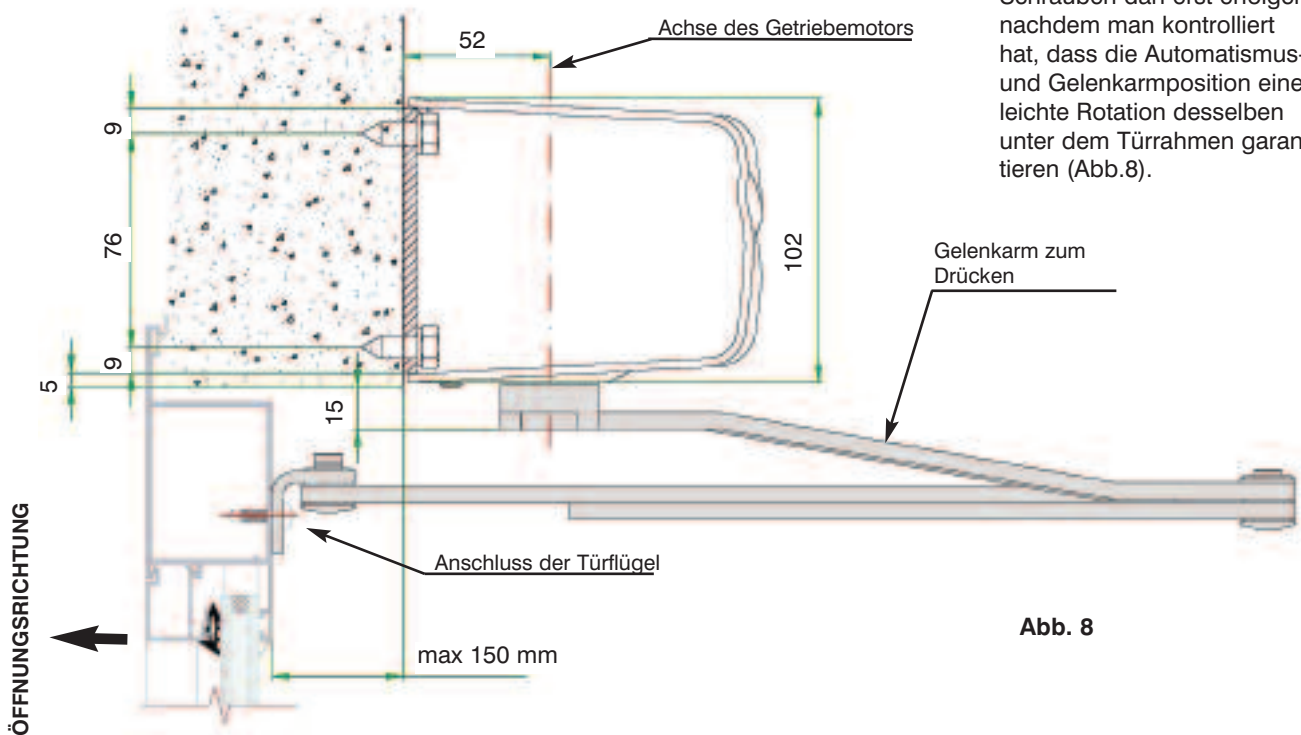 Schrauben darf erst erfolgen,
nachdem man kontrolliert
hat, dass die Automatismus-
und Gelenkarmposition eine
leichte Rotation desselben
unter dem Türrahmen garan-
tieren (Abb.8).
Achse des Getriebemotors
52
9
76
9
5
15
102
Gelenkarm zum
Drücken
Anschluss der Türflügel
ÖFFNUNGSRICHTUNG
max 150 mm
Abb. 8